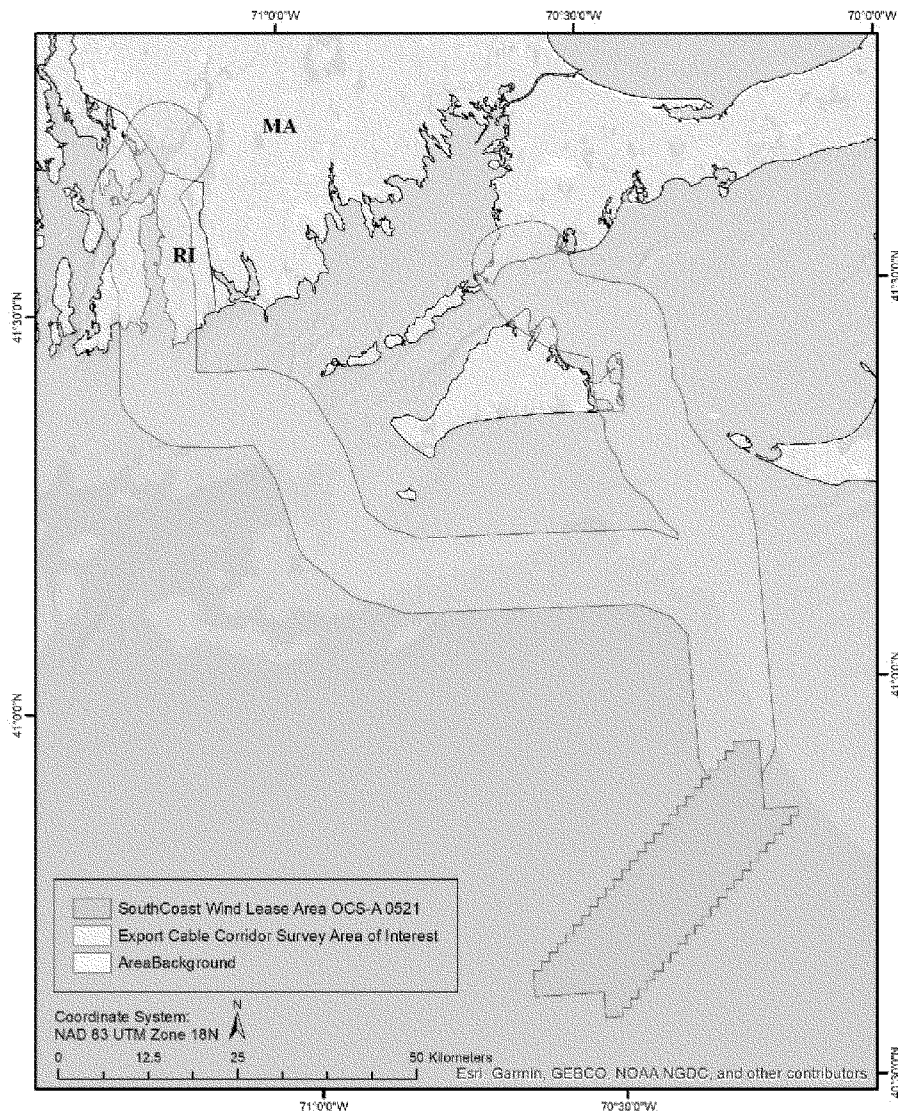 71°0'0"W
70°30'0"W
70°0'0"W
MA
RI
41°30'0"N
41°30'0"N
41°0'0"N
41°0'0"N
SouthCoast Wind Lease Area OCS-A 0521
Export Cable Corridor Survey Area of Interest
AreaBackground
Coordinate System:
NAD 83 UTM Zone 18N
N
0 12.5 25 50 Kilometers
Esri, Garmin, GEBCO, NOAA NGDC, and other contributors
40°30'0"N
71°0'0"W
70°30'0"W